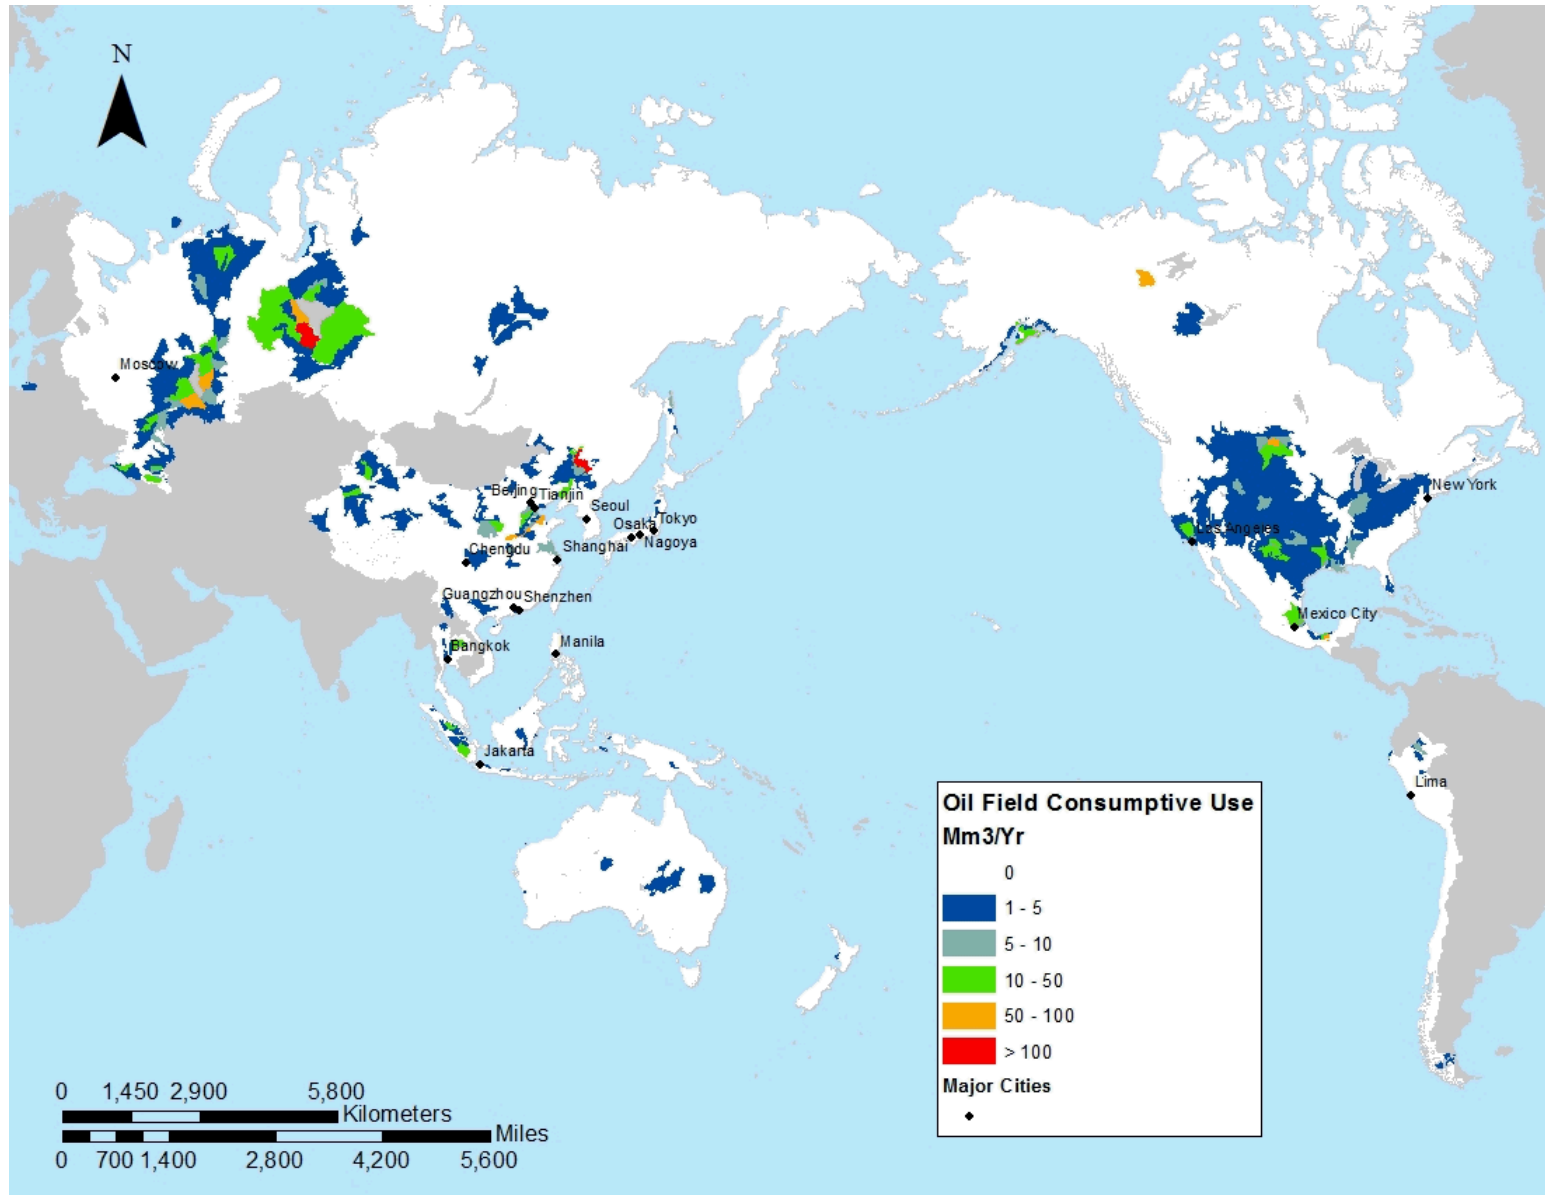 N
Moscow
Beijing
Tianjin
Seoul
Osaka
Tokyo
Nagoya
Chengdu
Shanghai
Guangzhou
Shenzhen
Bangkok
Manila
Jakarta
New York
Los Angeles
Mexico City
Lima
Oil Field Consumptive Use
Mm3/Yr
0
1 - 5
5 - 10
10 - 50
50 - 100
> 100
Major Cities
0 1,450 2,900 5,800
Kilometers
Miles
0 700 1,400 2,800 4,200 5,600